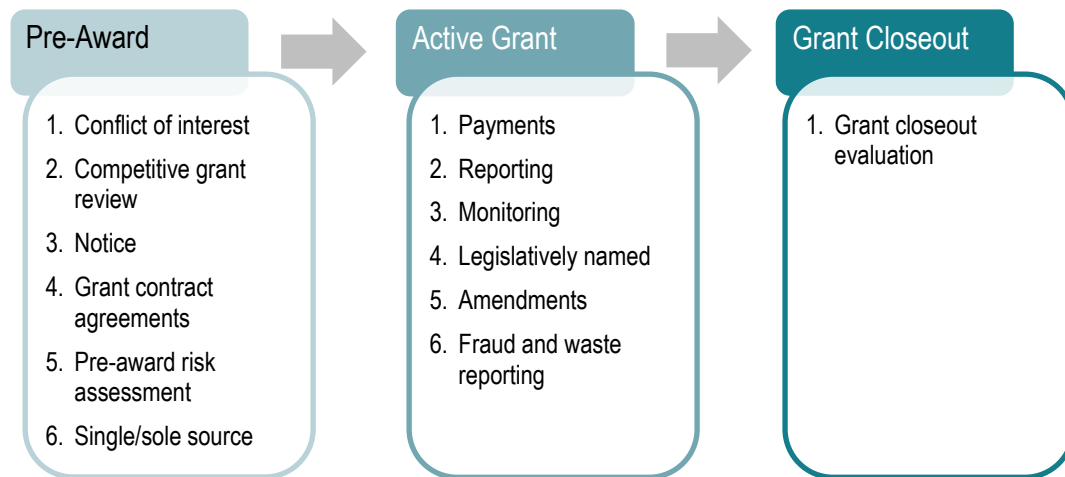 Pre-Award
1. Conflict of interest
2. Competitive grant
review
3. Notice
4. Grant contract
agreements
5. Pre-award risk
assessment
6. Single/sole source
Active Grant
1. Payments
2. Reporting
3. Monitoring
4. Legislatively named
5. Amendments
6. Fraud and waste
reporting
Grant Closeout
1. Grant closeout
evaluation